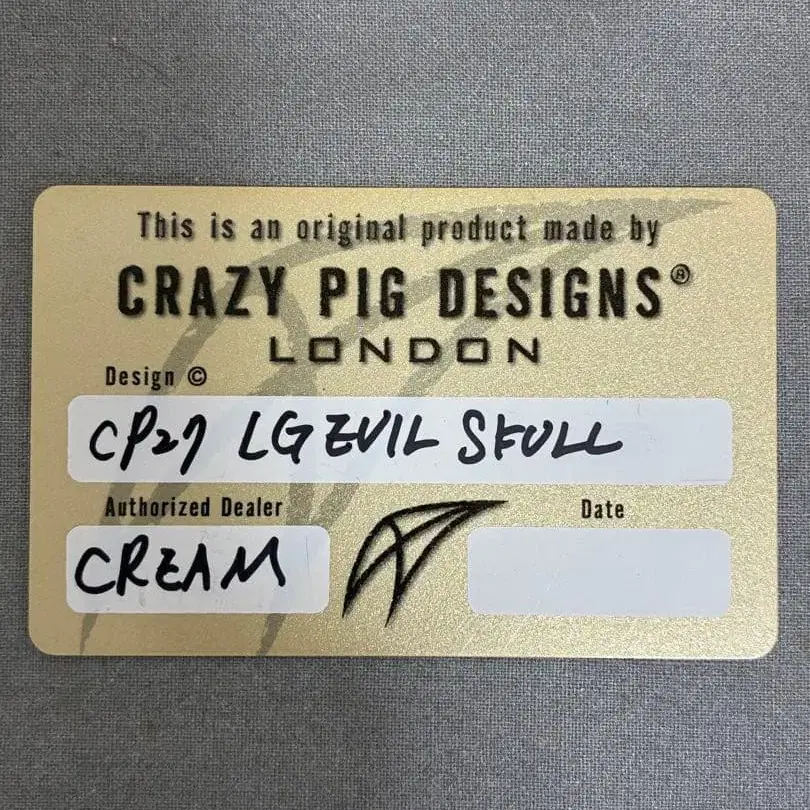 This is an original product made by
CRAZY PIG DESIGNS®
LONDON
Design ©
CP27 LG EVIL SKULL
Authorized Dealer
Date
CREAM